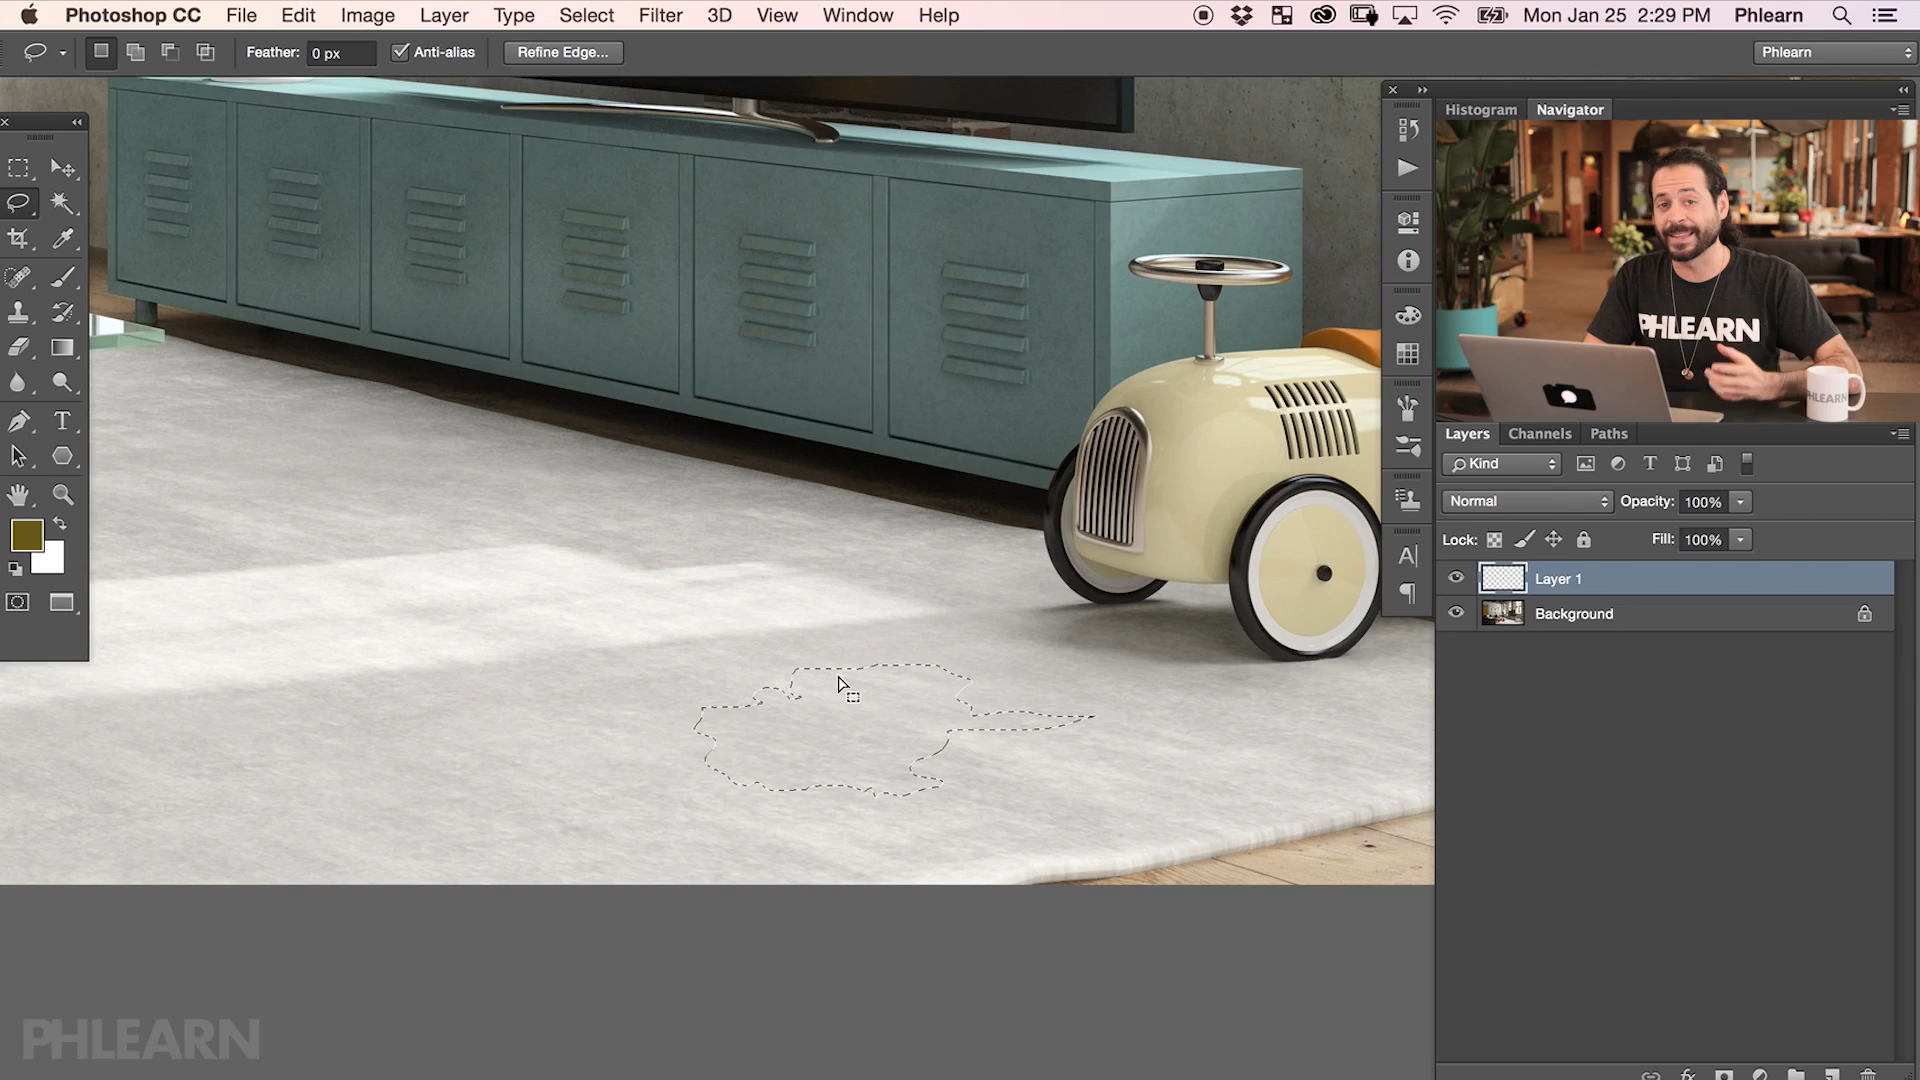 Photoshop CC File Edit Image Layer Type Select Filter 3D View Window Help Mon Jan 25 2:29 PM Phlearn
Feather: 0 px Anti-alias Refine Edge... Phlearn
Histogram Navigator
PHLEARN
PHLEARN
Layers Channels Paths
Kind
Normal Opacity: 100%
Lock: Fill: 100%
Layer 1
Background
PHLEARN